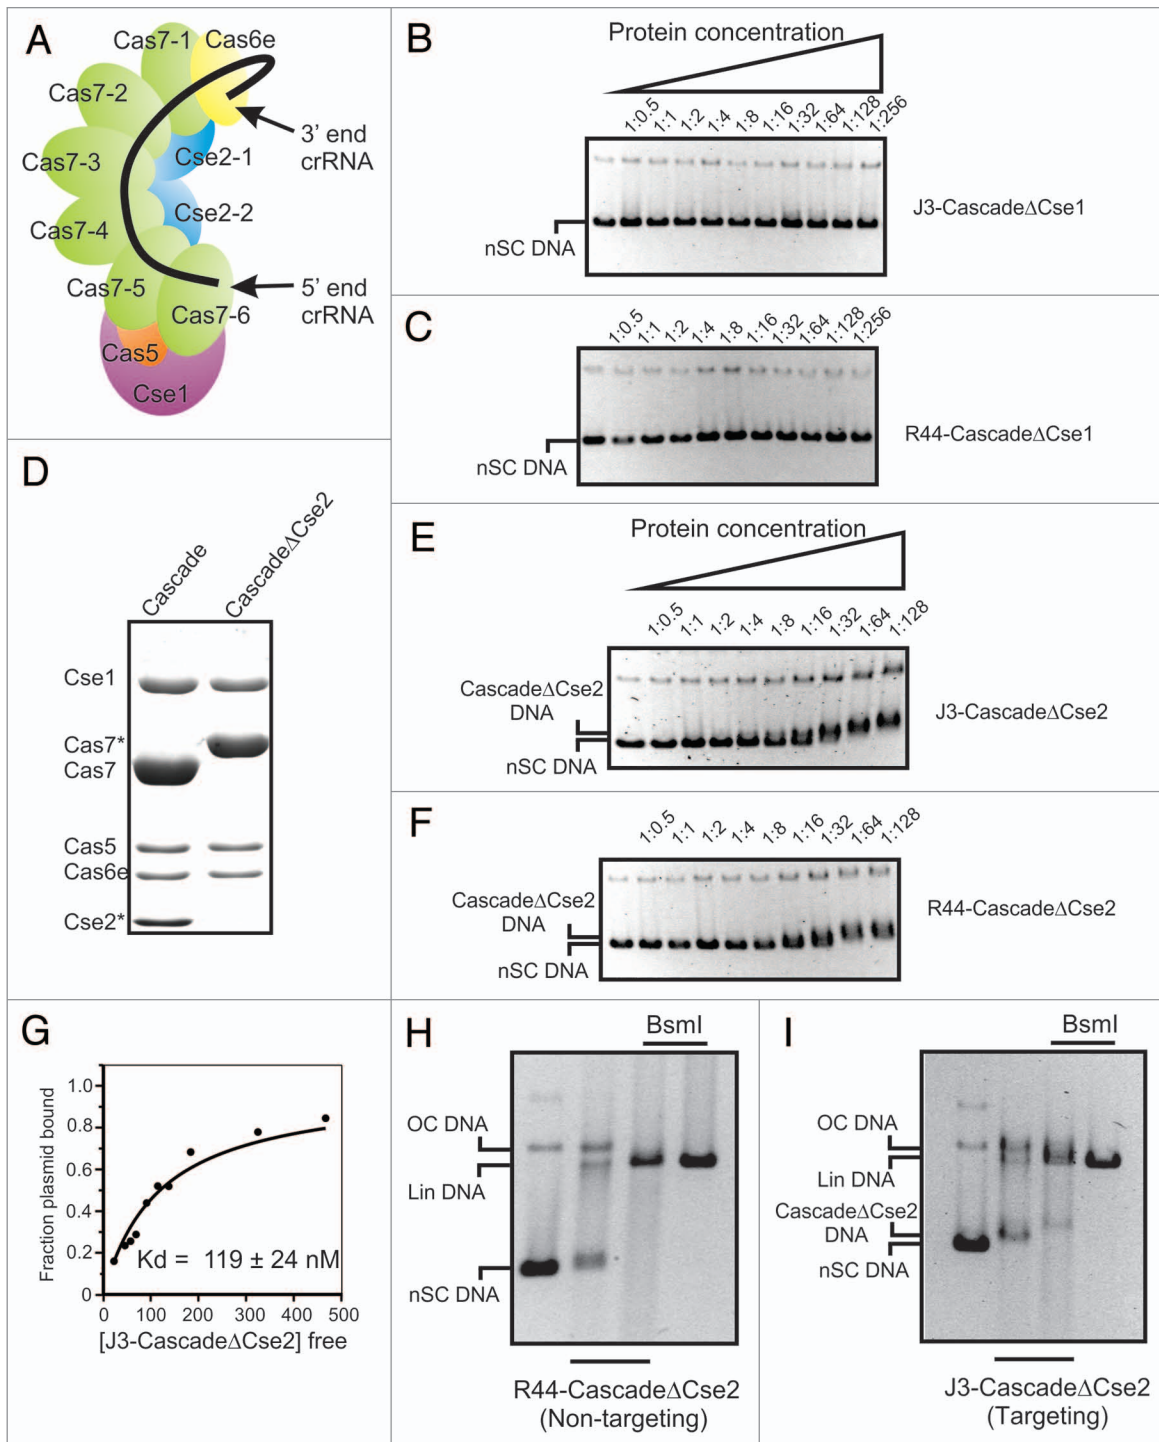 A
Cas7-1
Cas6e
Cas7-2
3' end
crRNA
Cas7-3
Cse2-1
Cse2-2
Cas7-4
Cas7-5
5' end
crRNA
Cas7-6
Cas5
Cse1
B
Protein concentration
1:0.5 1:1 1:2 1:4 1:8 1:16 1:32 1:64 1:128 1:256
J3-CascadeΔCse1
nSC DNA
C
1:0.5 1:1 1:2 1:4 1:8 1:16 1:32 1:64 1:128 1:256
R44-CascadeΔCse1
nSC DNA
D
Cascade
CascadeΔCse2
Cse1
Cas7*
Cas7
Cas5
Cas6e
Cse2*
E
Protein concentration
1:0.5 1:1 1:2 1:4 1:8 1:16 1:32 1:64 1:128
CascadeΔCse2
DNA
nSC DNA
J3-CascadeΔCse2
F
1:0.5 1:1 1:2 1:4 1:8 1:16 1:32 1:64 1:128
CascadeΔCse2
DNA
nSC DNA
R44-CascadeΔCse2
G
Fraction plasmid bound
1.0
0.8
0.6
0.4
0.2
0
Kd = 119 ± 24 nM
0 100 200 300 400 500
[J3-CascadeΔCse2] free
H
BsmI
OC DNA
Lin DNA
nSC DNA
R44-CascadeΔCse2
(Non-targeting)
I
BsmI
OC DNA
Lin DNA
CascadeΔCse2
DNA
nSC DNA
J3-CascadeΔCse2
(Targeting)